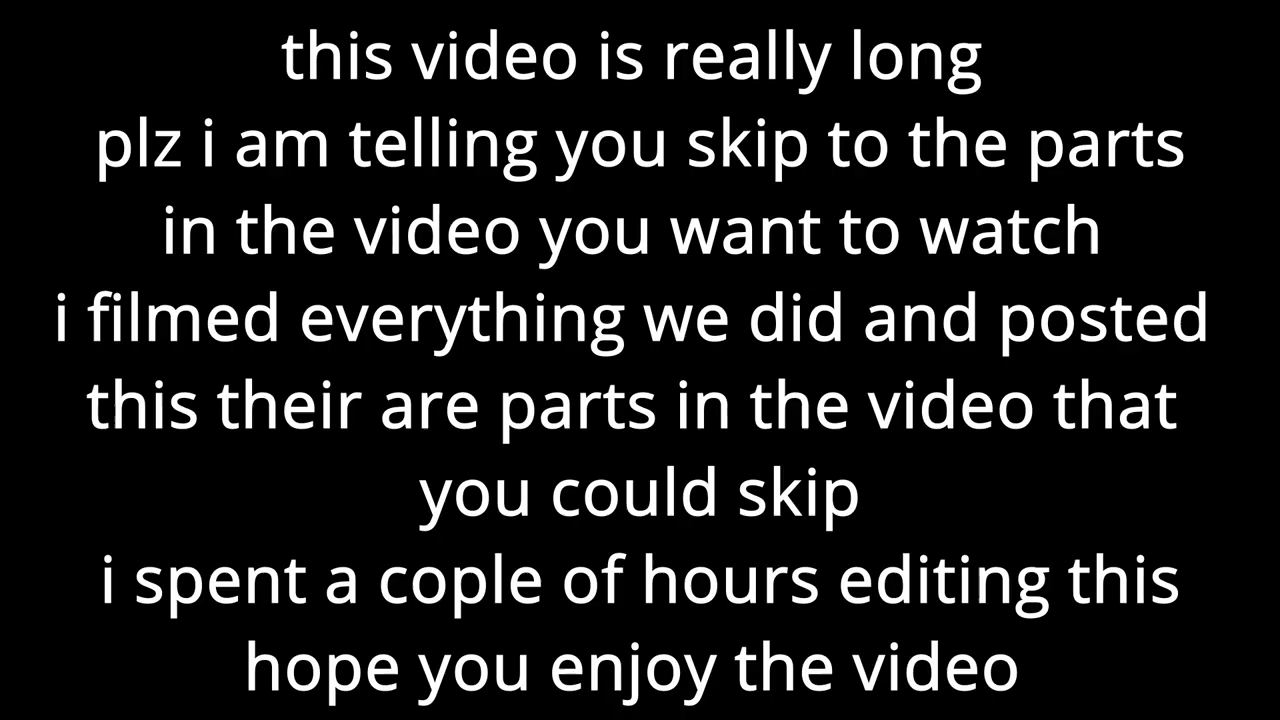 this video is really long
plz i am telling you skip to the parts
in the video you want to watch
i filmed everything we did and posted
this their are parts in the video that
you could skip
i spent a cople of hours editing this
hope you enjoy the video